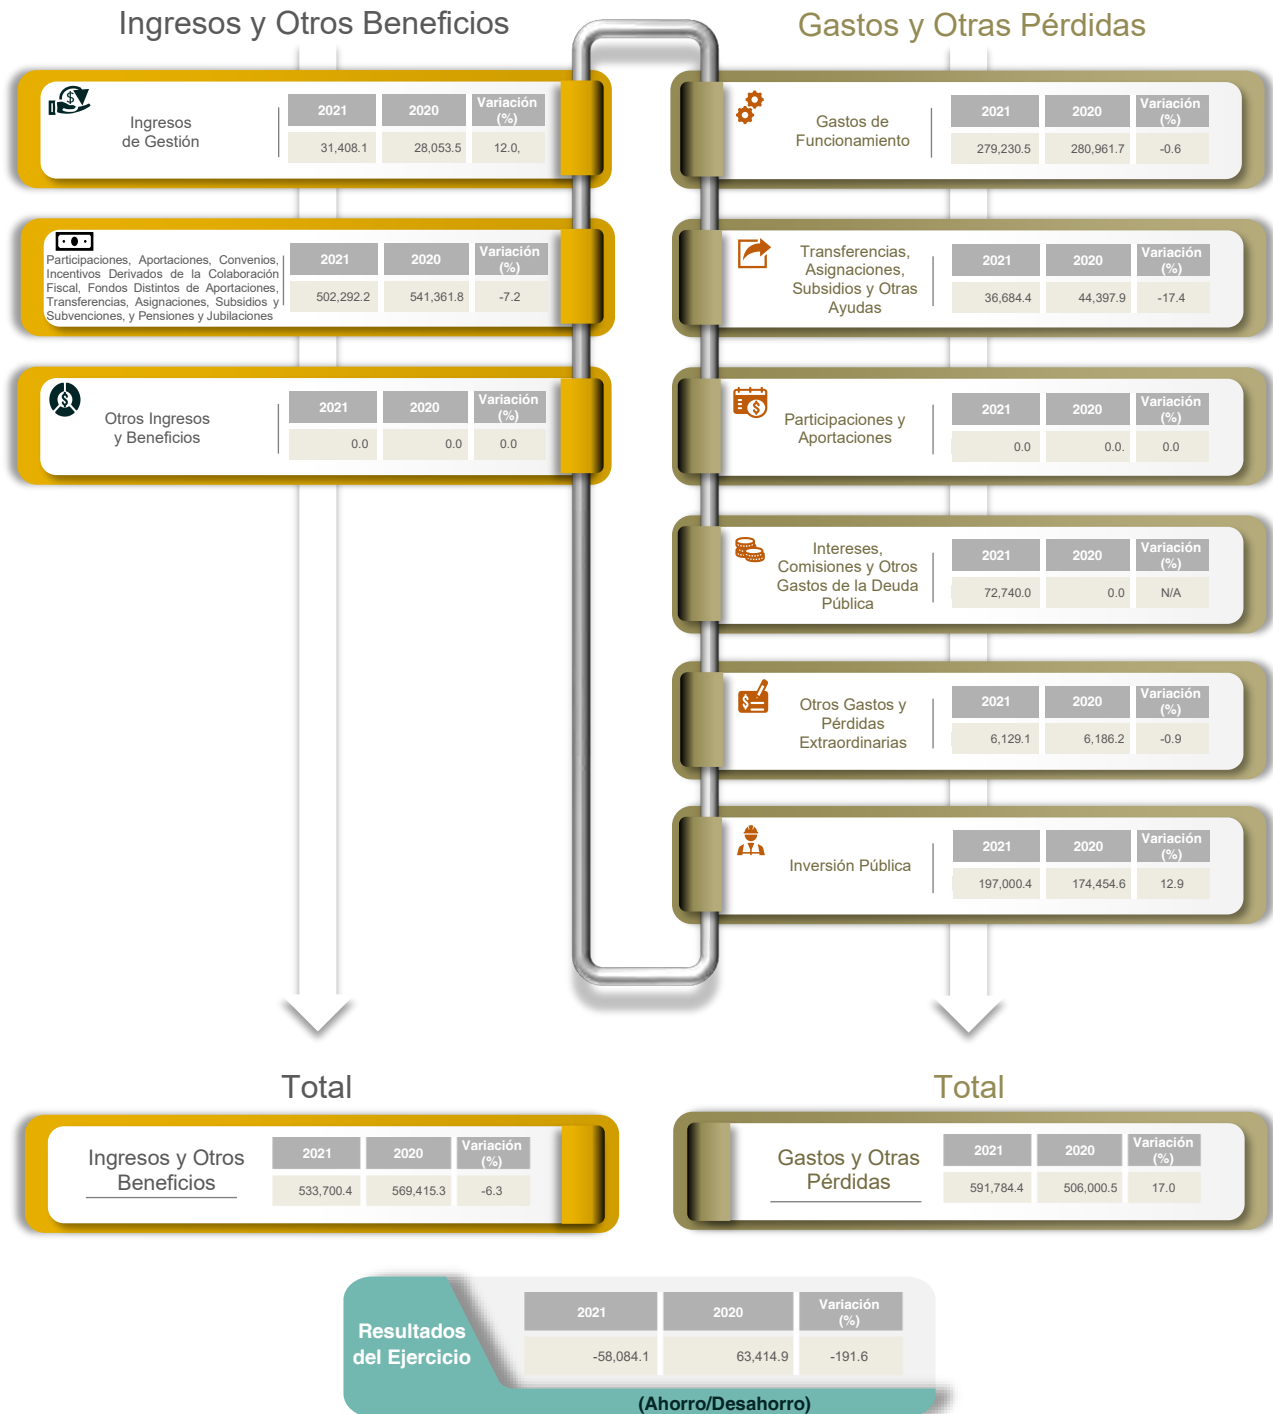 Ingresos y Otros Beneficios
Ingresos
de Gestión
2021 2020 Variación (%)
31,408.1 28,053.5 12.0,
Participaciones, Aportaciones, Convenios,
Incentivos Derivados de la Colaboración
Fiscal, Fondos Distintos de Aportaciones,
Transferencias, Asignaciones, Subsidios y
Subvenciones, y Pensiones y Jubilaciones
2021 2020 Variación (%)
502,292.2 541,361.8 -7.2
Otros Ingresos
y Beneficios
2021 2020 Variación (%)
0.0 0.0 0.0
Gastos y Otras Pérdidas
Gastos de
Funcionamiento
2021 2020 Variación (%)
279,230.5 280,961.7 -0.6
Transferencias,
Asignaciones,
Subsidios y Otras
Ayudas
2021 2020 Variación (%)
36,684.4 44,397.9 -17.4
Participaciones y
Aportaciones
2021 2020 Variación (%)
0.0 0.0. 0.0
Intereses,
Comisiones y Otros
Gastos de la Deuda
Pública
2021 2020 Variación (%)
72,740.0 0.0 N/A
Otros Gastos y
Pérdidas
Extraordinarias
2021 2020 Variación (%)
6,129.1 6,186.2 -0.9
Inversión Pública
2021 2020 Variación (%)
197,000.4 174,454.6 12.9
Total
Ingresos y Otros
Beneficios
2021 2020 Variación (%)
533,700.4 569,415.3 -6.3
Total
Gastos y Otras
Pérdidas
2021 2020 Variación (%)
591,784.4 506,000.5 17.0
Resultados
del Ejercicio
2021 2020 Variación (%)
-58,084.1 63,414.9 -191.6
(Ahorro/Desahorro)